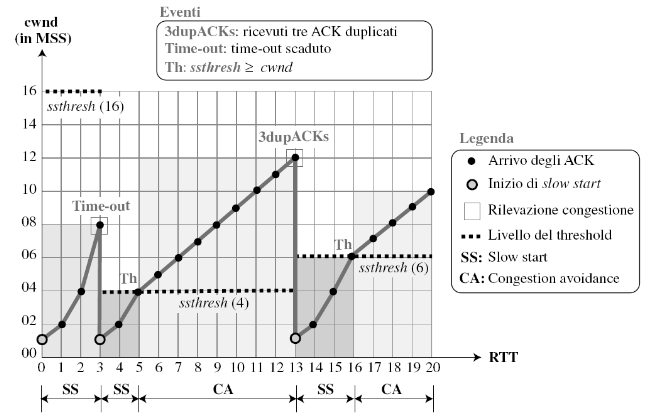 Eventi
3dupACKs: ricevuti tre ACK duplicati
Time-out: time-out scaduto
Th: ssthresh ≥ cwnd
cwnd
(in MSS)
16
14
12
10
08
06
04
02
00
ssthresh (16)
Time-out
Th
ssthresh (4)
3dupACKs
Th
ssthresh (6)
0 1 2 3 4 5 6 7 8 9 10 11 12 13 14 15 16 17 18 19 20
RTT
SS SS CA SS CA
Legenda
Arrivo degli ACK
Inizio di slow start
Rilevazione congestione
Livello del threshold
SS: Slow start
CA: Congestion avoidance